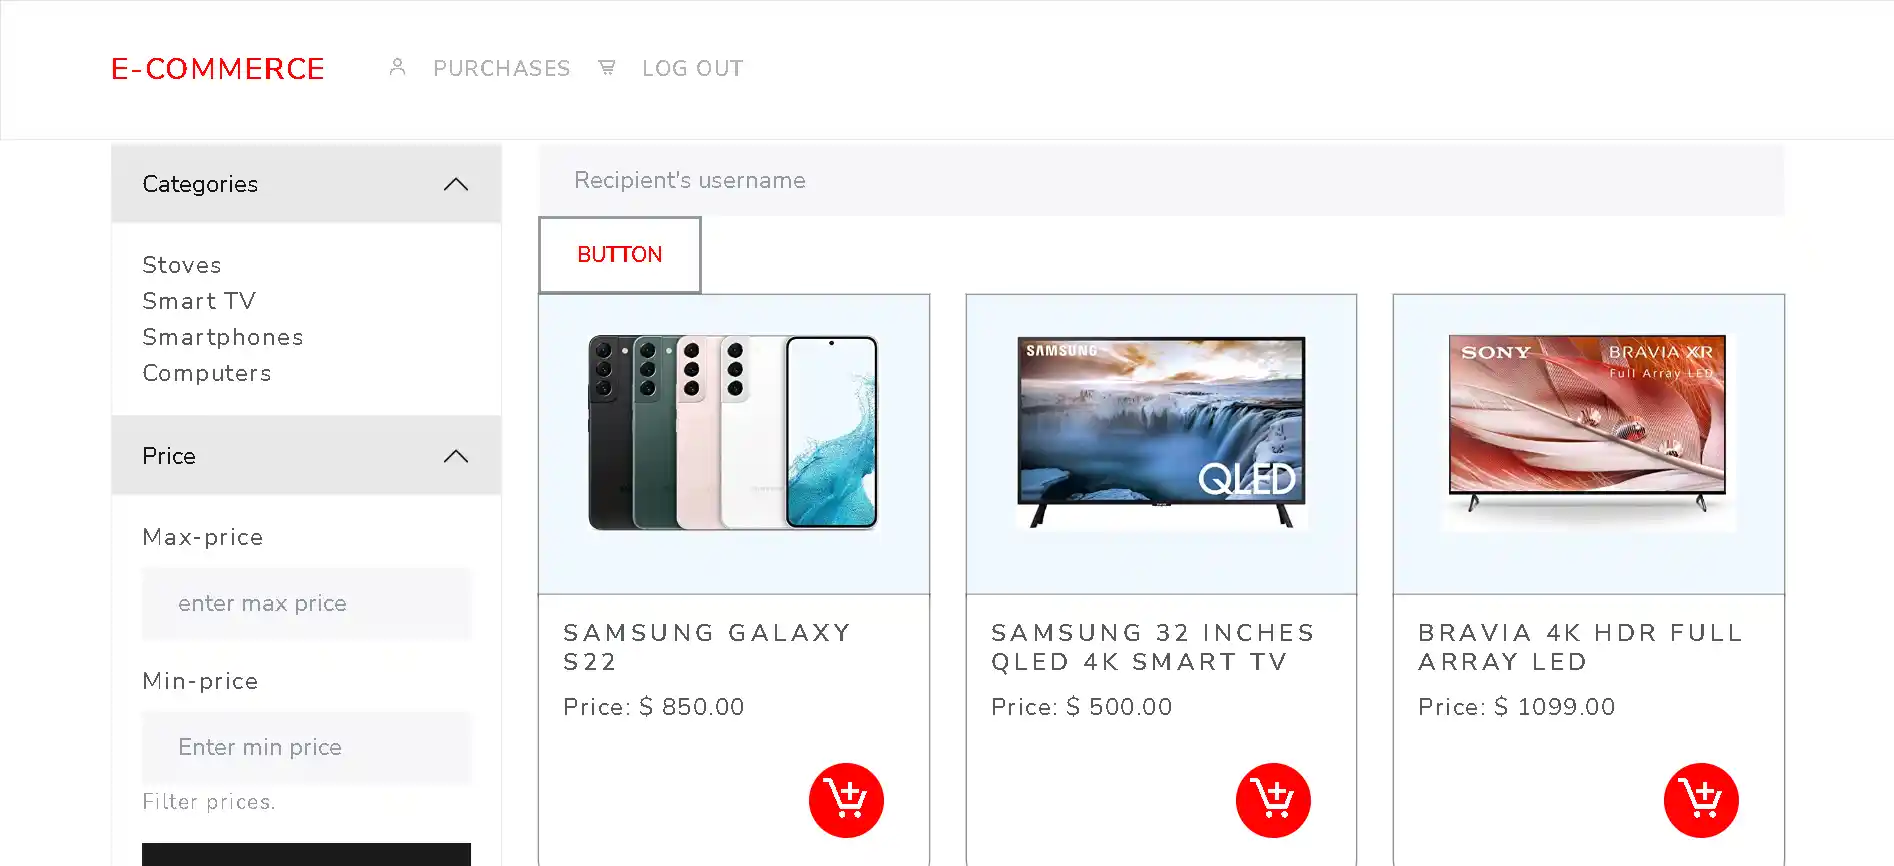 E-COMMERCE
PURCHASES
LOG OUT
Categories
Stoves
Smart TV
Smartphones
Computers
Price
Max-price
enter max price
Min-price
Enter min price
Filter prices.
Recipient's username
BUTTON
SAMSUNG GALAXY
S22
Price: $ 850.00
SAMSUNG
QLED
SAMSUNG 32 INCHES
QLED 4K SMART TV
Price: $ 500.00
SONY
BRAVIA XR
Full Array LED
BRAVIA 4K HDR FULL
ARRAY LED
Price: $ 1099.00